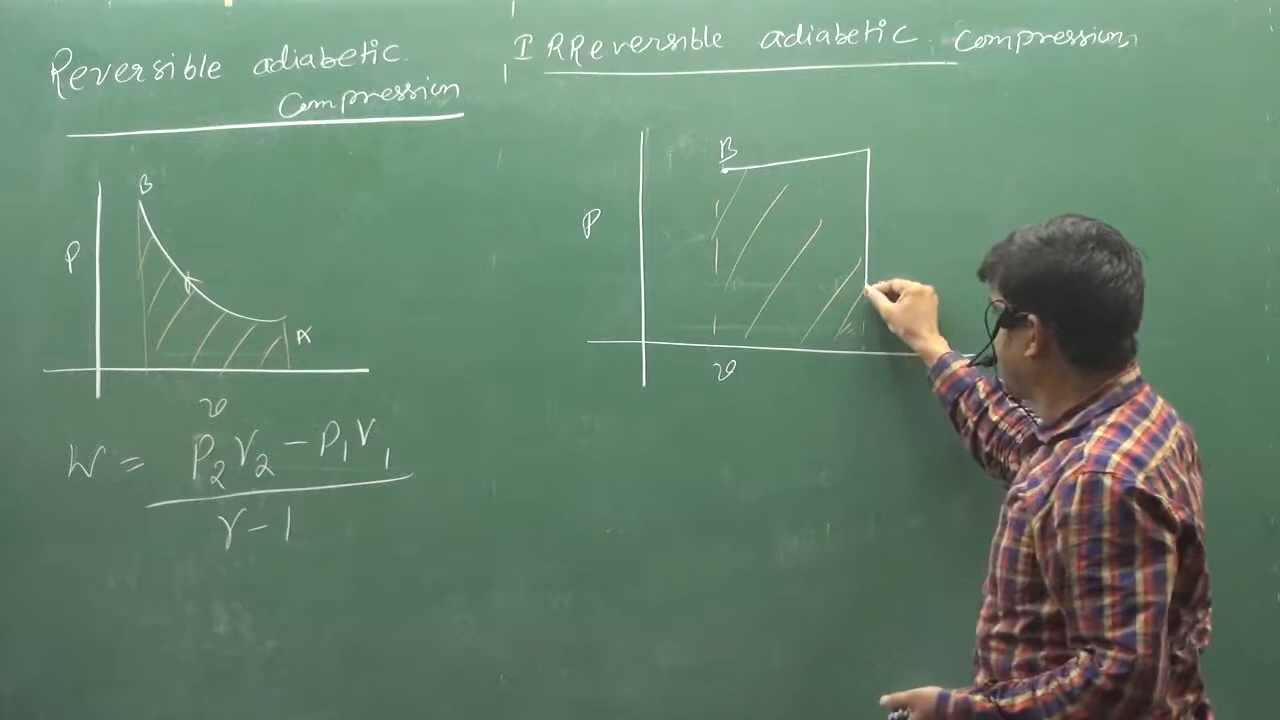 Reversible adiabetic
Compression
IRReversible adiabetic compression,
B
P
A
v
W = P2V2 - P1V1
γ-1
B
P
v